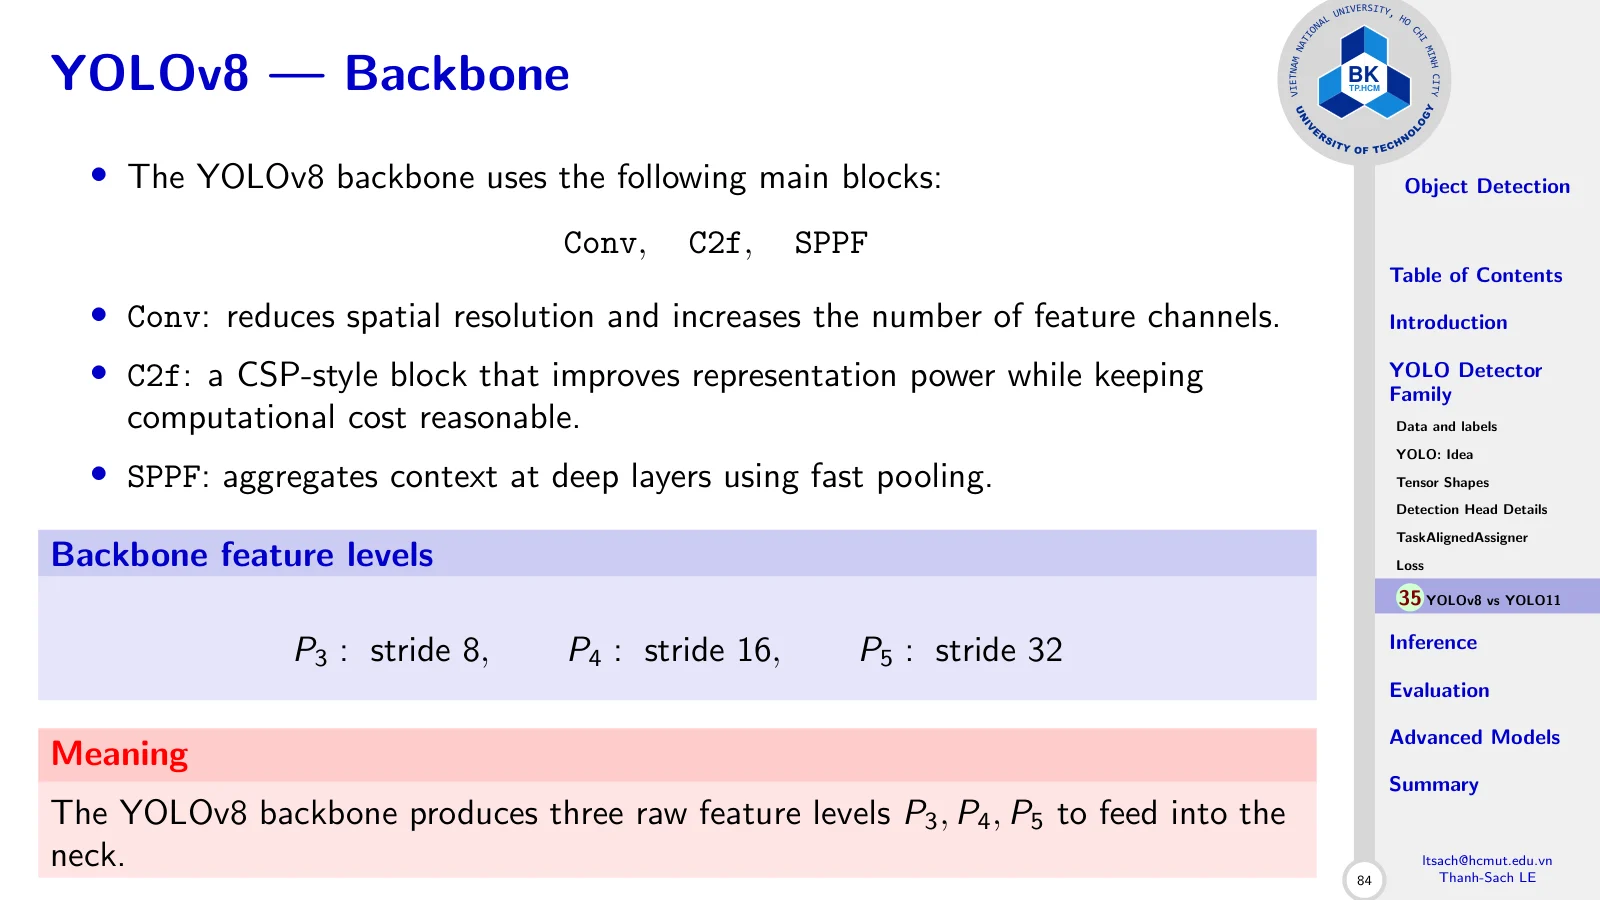 YOLOv8 — Backbone
• The YOLOv8 backbone uses the following main blocks:
Conv, C2f, SPPF
• Conv: reduces spatial resolution and increases the number of feature channels.
• C2f: a CSP-style block that improves representation power while keeping
computational cost reasonable.
• SPPF: aggregates context at deep layers using fast pooling.
Backbone feature levels
P₃ : stride 8, P₄ : stride 16, P₅ : stride 32
Meaning
The YOLOv8 backbone produces three raw feature levels P₃, P₄, P₅ to feed into the
neck.
VIETNAM NATIONAL UNIVERSITY, HO CHI MINH CITY
BK
TP.HCM
UNIVERSITY OF TECHNOLOGY
Object Detection
Table of Contents
Introduction
YOLO Detector
Family
Data and labels
YOLO: Idea
Tensor Shapes
Detection Head Details
TaskAlignedAssigner
Loss
35 YOLOv8 vs YOLO11
Inference
Evaluation
Advanced Models
Summary
ltsach@hcmut.edu.vn
Thanh-Sach LE
84